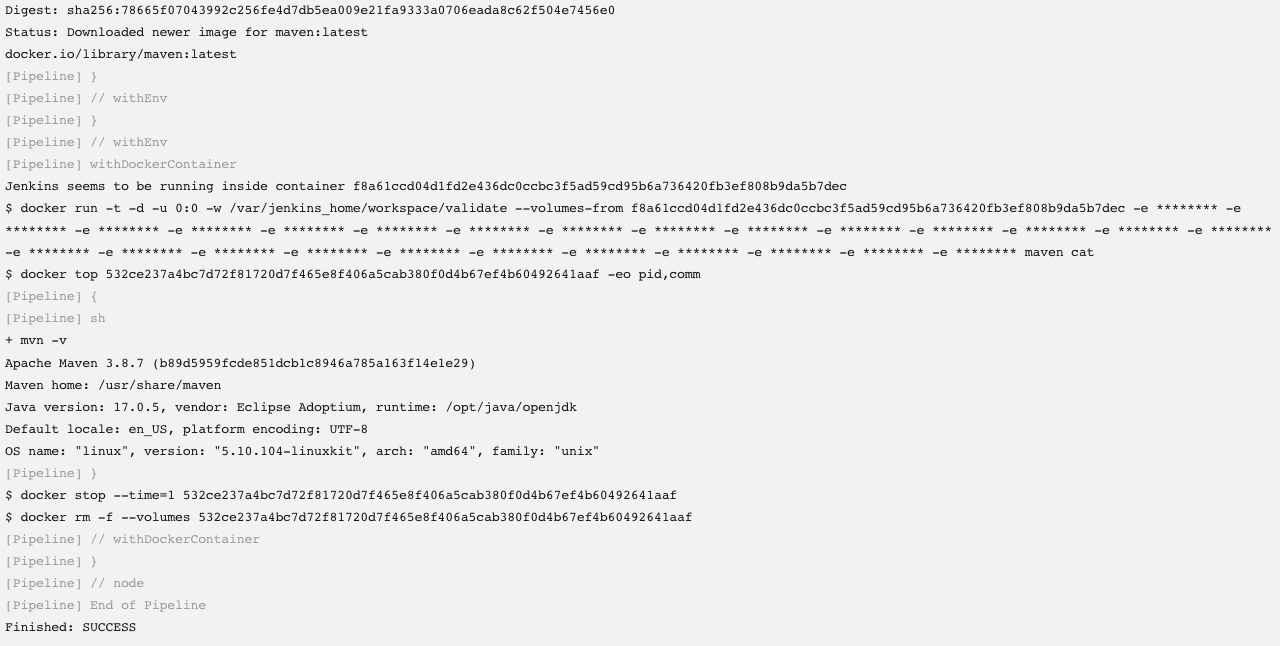 Digest: sha256:78665f07043992c256fe4d7db5ea009e21fa9333a0706eada8c62f504e7456e0
Status: Downloaded newer image for maven:latest
docker.io/library/maven:latest
[Pipeline] }
[Pipeline] // withEnv
[Pipeline] }
[Pipeline] // withEnv
[Pipeline] withDockerContainer
Jenkins seems to be running inside container f8a61ccd04d1fd2e436dc0ccbc3f5ad59cd95b6a736420fb3ef808b9da5b7dec
$ docker run -t -d -u 0:0 -w /var/jenkins_home/workspace/validate --volumes-from f8a61ccd04d1fd2e436dc0ccbc3f5ad59cd95b6a736420fb3ef808b9da5b7dec -e ******** -e
******** -e ******** -e ******** -e ******** -e ******** -e ******** -e ******** -e ******** -e ******** -e ******** -e ******** -e ******** -e ******** -e ********
-e ******** -e ******** -e ******** -e ******** -e ******** -e ******** -e ******** -e ******** -e ******** -e ******** -e ******** maven cat
$ docker top 532ce237a4bc7d72f81720d7f465e8f406a5cab380f0d4b67ef4b60492641aaf -eo pid,comm
[Pipeline] {
[Pipeline] sh
+ mvn -v
Apache Maven 3.8.7 (b89d5959fcde851dcb1c8946a785a163f14e1e29)
Maven home: /usr/share/maven
Java version: 17.0.5, vendor: Eclipse Adoptium, runtime: /opt/java/openjdk
Default locale: en_US, platform encoding: UTF-8
OS name: "linux", version: "5.10.104-linuxkit", arch: "amd64", family: "unix"
[Pipeline] }
$ docker stop --time=1 532ce237a4bc7d72f81720d7f465e8f406a5cab380f0d4b67ef4b60492641aaf
$ docker rm -f --volumes 532ce237a4bc7d72f81720d7f465e8f406a5cab380f0d4b67ef4b60492641aaf
[Pipeline] // withDockerContainer
[Pipeline] }
[Pipeline] // node
[Pipeline] End of Pipeline
Finished: SUCCESS